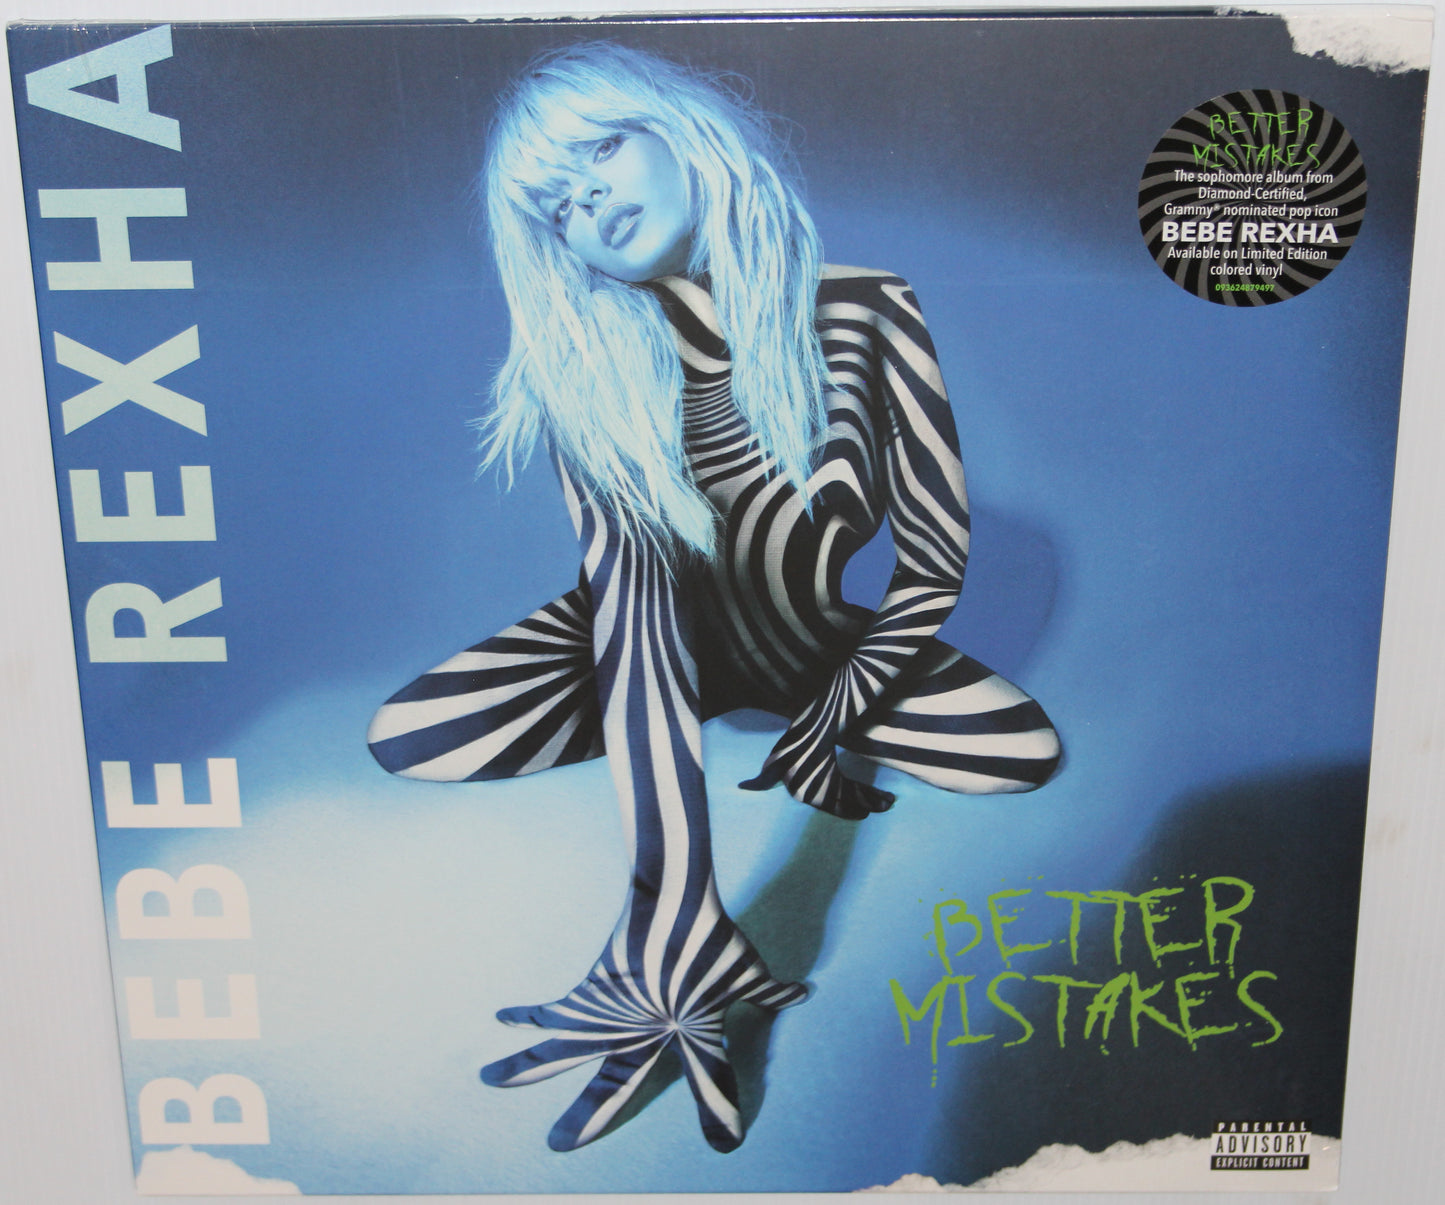 BEBE REXHA
BETTER
MISTAKES
The sophomore album from
Diamond-Certified,
Grammy® nominated pop icon
BEBE REXHA
Available on Limited Edition
colored vinyl
093624879497
BETTER
MISTAKES
PARENTAL
ADVISORY
EXPLICIT CONTENT